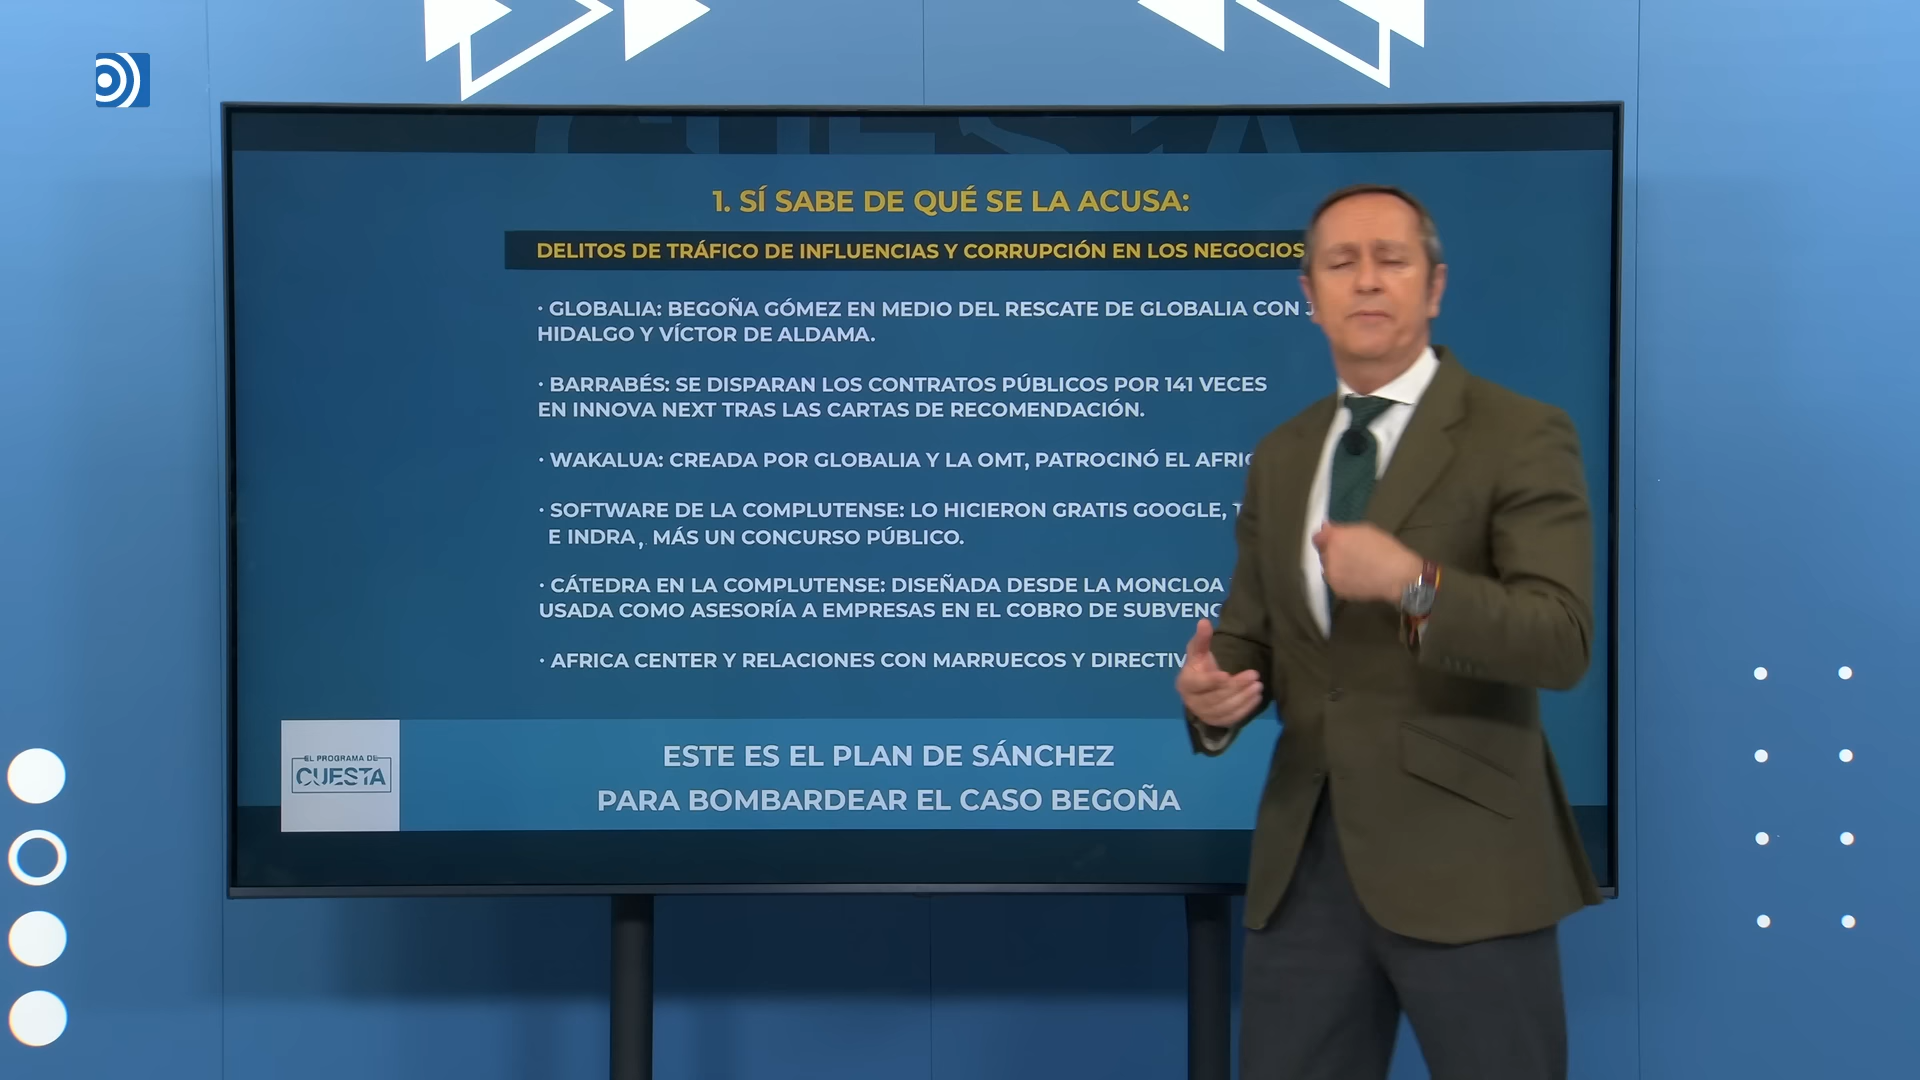 1. SÍ SABE DE QUÉ SE LA ACUSA:
DELITOS DE TRÁFICO DE INFLUENCIAS Y CORRUPCIÓN EN LOS NEGOCIOS
· GLOBALIA: BEGOÑA GÓMEZ EN MEDIO DEL RESCATE DE GLOBALIA CON
HIDALGO Y VÍCTOR DE ALDAMA.
· BARRABÉS: SE DISPARAN LOS CONTRATOS PÚBLICOS POR 141 VECES
EN INNOVA NEXT TRAS LAS CARTAS DE RECOMENDACIÓN.
· WAKALUA: CREADA POR GLOBALIA Y LA OMT, PATROCINÓ EL
· SOFTWARE DE LA COMPLUTENSE: LO HICIERON GRATIS GOOGLE,
E INDRA, MÁS UN CONCURSO PÚBLICO.
· CÁTEDRA EN LA COMPLUTENSE: DISEÑADA DESDE LA MONCLOA
USADA COMO ASESORÍA A EMPRESAS EN EL COBRO DE
· AFRICA CENTER Y RELACIONES CON MARRUECOS Y
EL PROGRAMA DE
CUESTA
ESTE ES EL PLAN DE SÁNCHEZ
PARA BOMBARDEAR EL CASO BEGOÑA